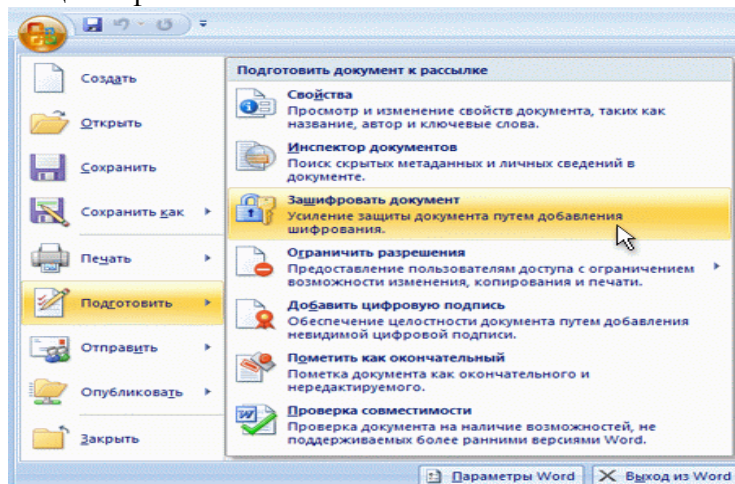 Создать
Открыть
Сохранить
Сохранить как
Печать
Подготовить
Отправить
Опубликовать
Закрыть
Подготовить документ к рассылке
Свойства
Просмотр и изменение свойств документа, таких как
название, автор и ключевые слова.
Инспектор документов
Поиск скрытых метаданных и личных сведений в
документе.
Зашифровать документ
Усиление защиты документа путем добавления
шифрования.
Ограничить разрешения
Предоставление пользователям доступа с ограничением
возможности изменения, копирования и печати.
Добавить цифровую подпись
Обеспечение целостности документа путем добавления
невидимой цифровой подписи.
Пометить как окончательный
Пометка документа как окончательного и
нередактируемого.
Проверка совместимости
Проверка документа на наличие возможностей, не
поддерживаемых более ранними версиями Word.
Параметры Word
Выход из Word